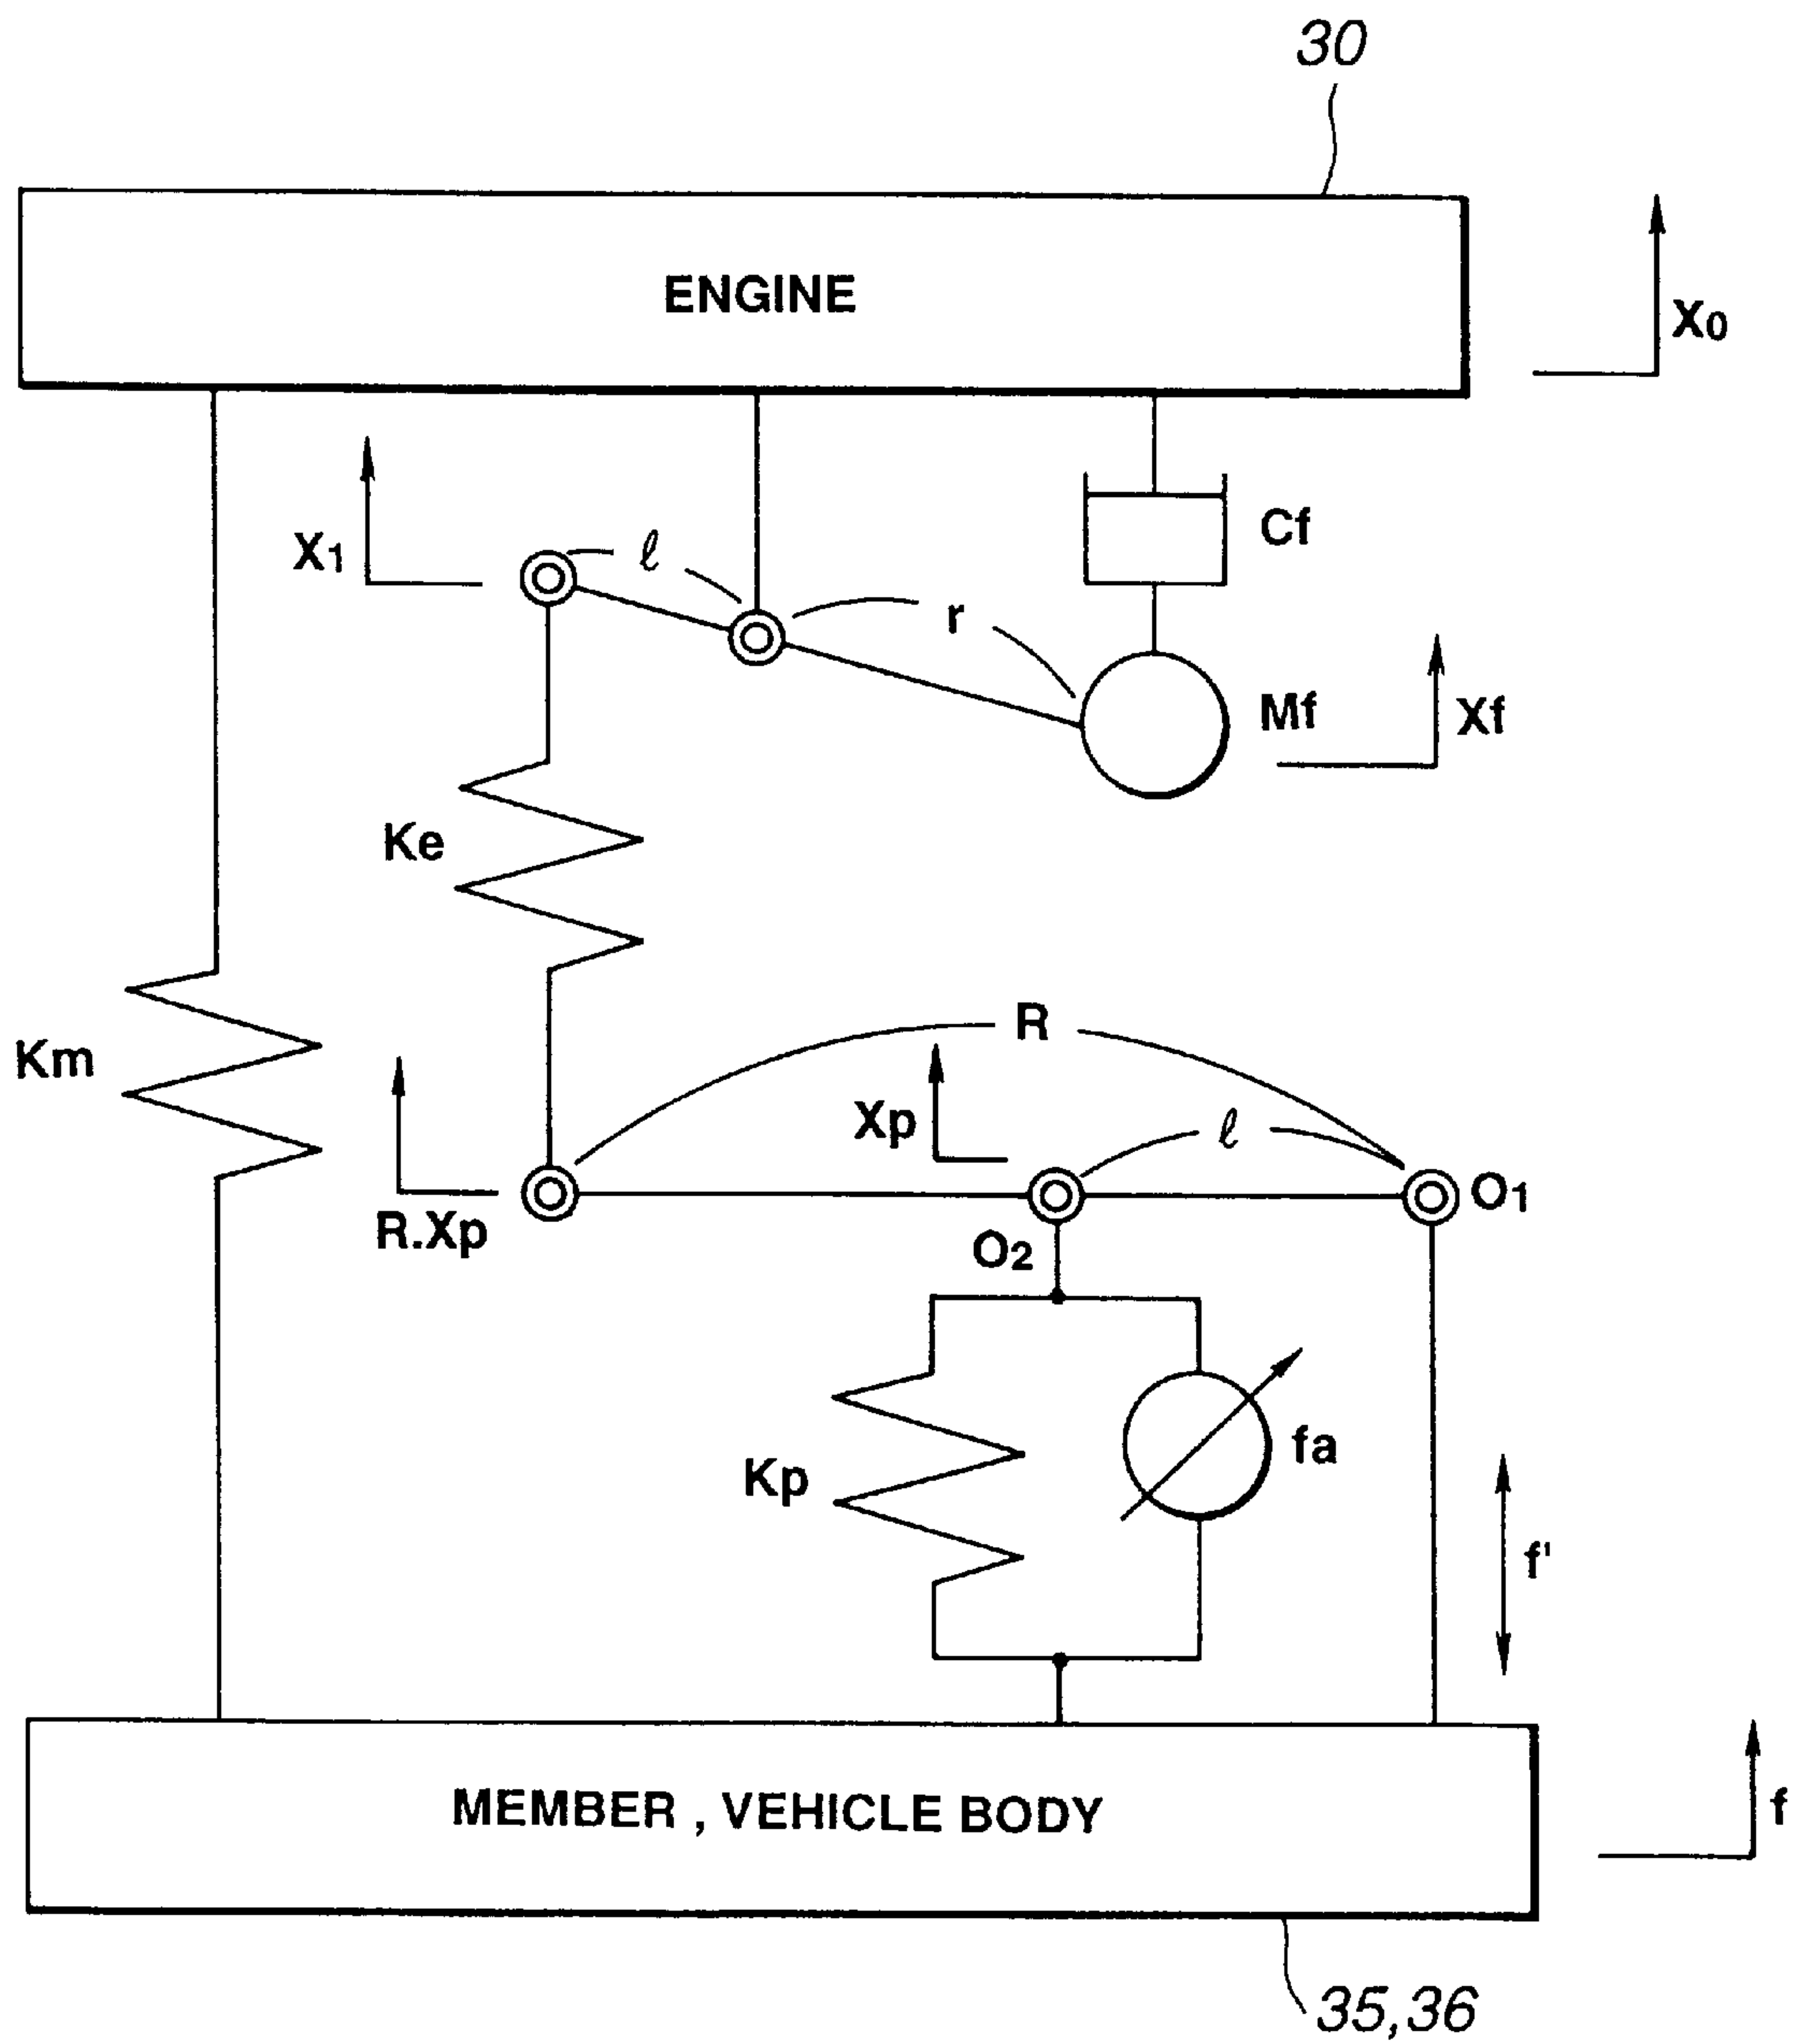 30
ENGINE
X0
X1
ℓ
r
Cf
Mf
Xf
Ke
Km
R
Xp
ℓ
R.Xp
O2
O1
Kp
fa
f'
MEMBER , VEHICLE BODY
f
35,36